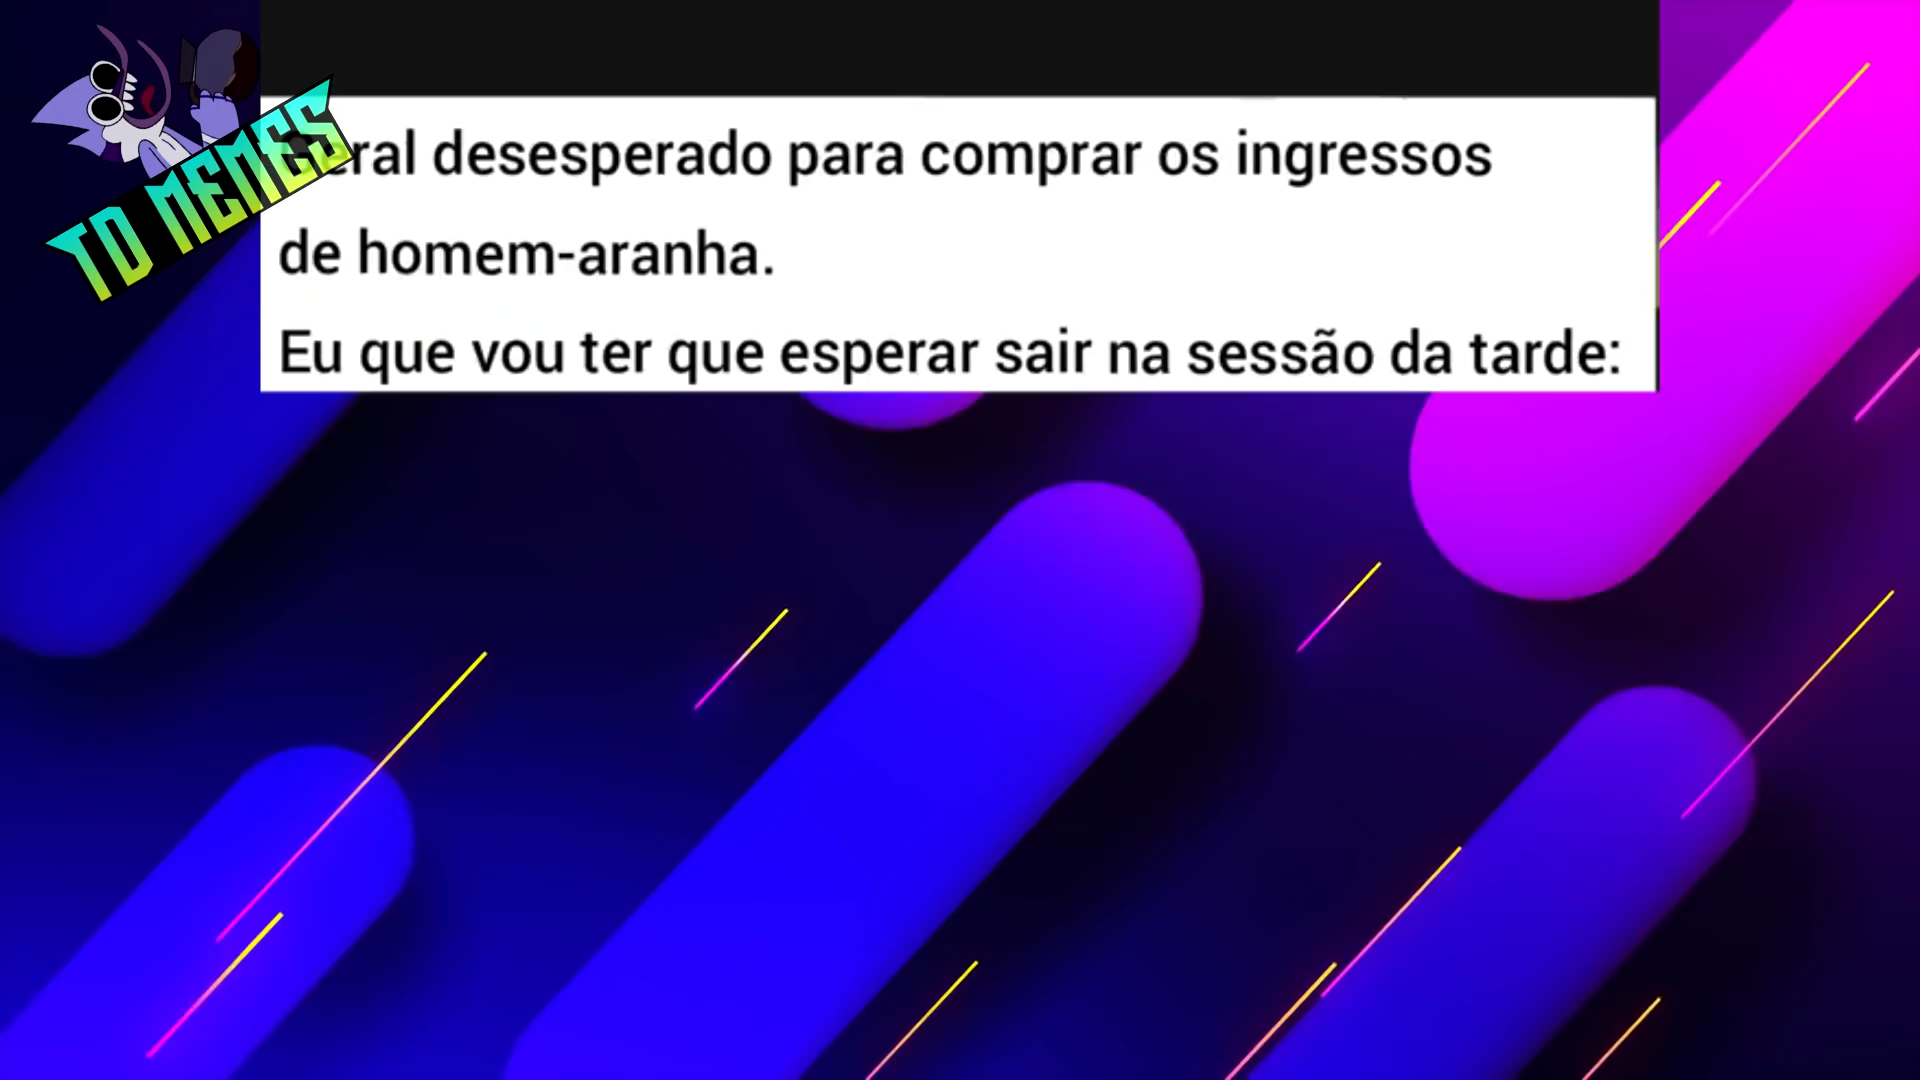 TD MEMES
Geral desesperado para comprar os ingressos
de homem-aranha.
Eu que vou ter que esperar sair na sessão da tarde: